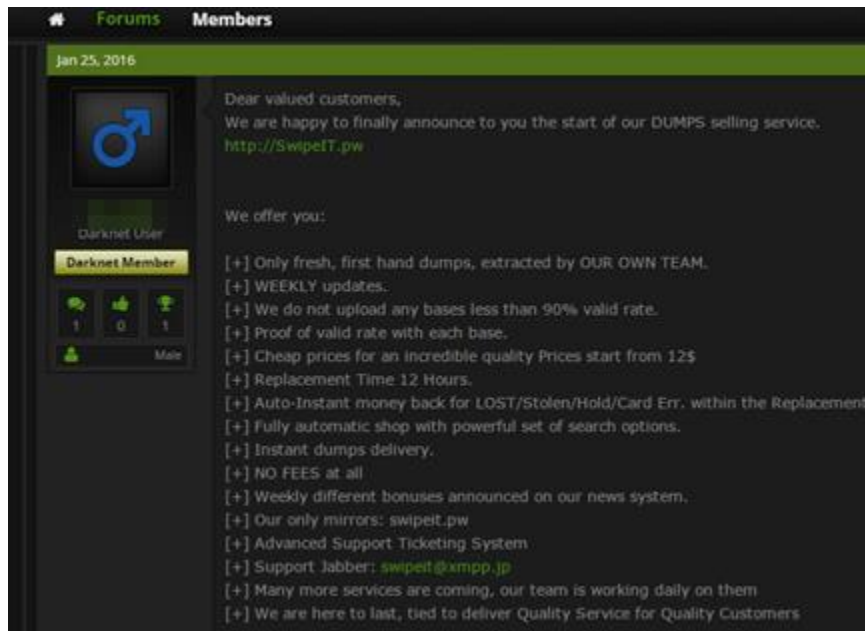 Forums Members
Jan 25, 2016
Dear valued customers,
We are happy to finally announce to you the start of our DUMPS selling service.
http://SwipeIT.pw
We offer you:
Darknet User
Darknet Member
1 0 1
Male
[+] Only fresh, first hand dumps, extracted by OUR OWN TEAM.
[+] WEEKLY updates.
[+] We do not upload any bases less than 90% valid rate.
[+] Proof of valid rate with each base.
[+] Cheap prices for an incredible quality Prices start from 12$
[+] Replacement Time 12 Hours.
[+] Auto-Instant money back for LOST/Stolen/Hold/Card Err. within the Replacement
[+] Fully automatic shop with powerful set of search options.
[+] Instant dumps delivery.
[+] NO FEES at all
[+] Weekly different bonuses announced on our news system.
[+] Our only mirrors: swipeit.pw
[+] Advanced Support Ticketing System
[+] Support Jabber: swipeit@xmpp.jp
[+] Many more services are coming, our team is working daily on them
[+] We are here to last, tied to deliver Quality Service for Quality Customers